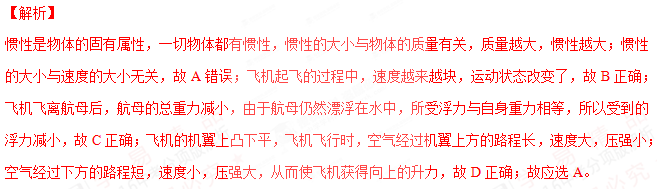 【解析】
惯性是物体的固有属性，一切物体都有惯性，惯性的大小与物体的质量有关，质量越大，惯性越大；惯性
的大小与速度的大小无关，故 A 错误；飞机起飞的过程中，速度越来越块，运动状态改变了，故 B 正确；
飞机飞离航母后，航母的总重力减小，由于航母仍然漂浮在水中，所受浮力与自身重力相等，所以受到的
浮力减小，故 C 正确；飞机的机翼上凸下平，飞机飞行时，空气经过机翼上方的路程长，速度大，压强小；
空气经过下方的路程短，速度小，压强大，从而使飞机获得向上的升力，故 D 正确；故应选 A。